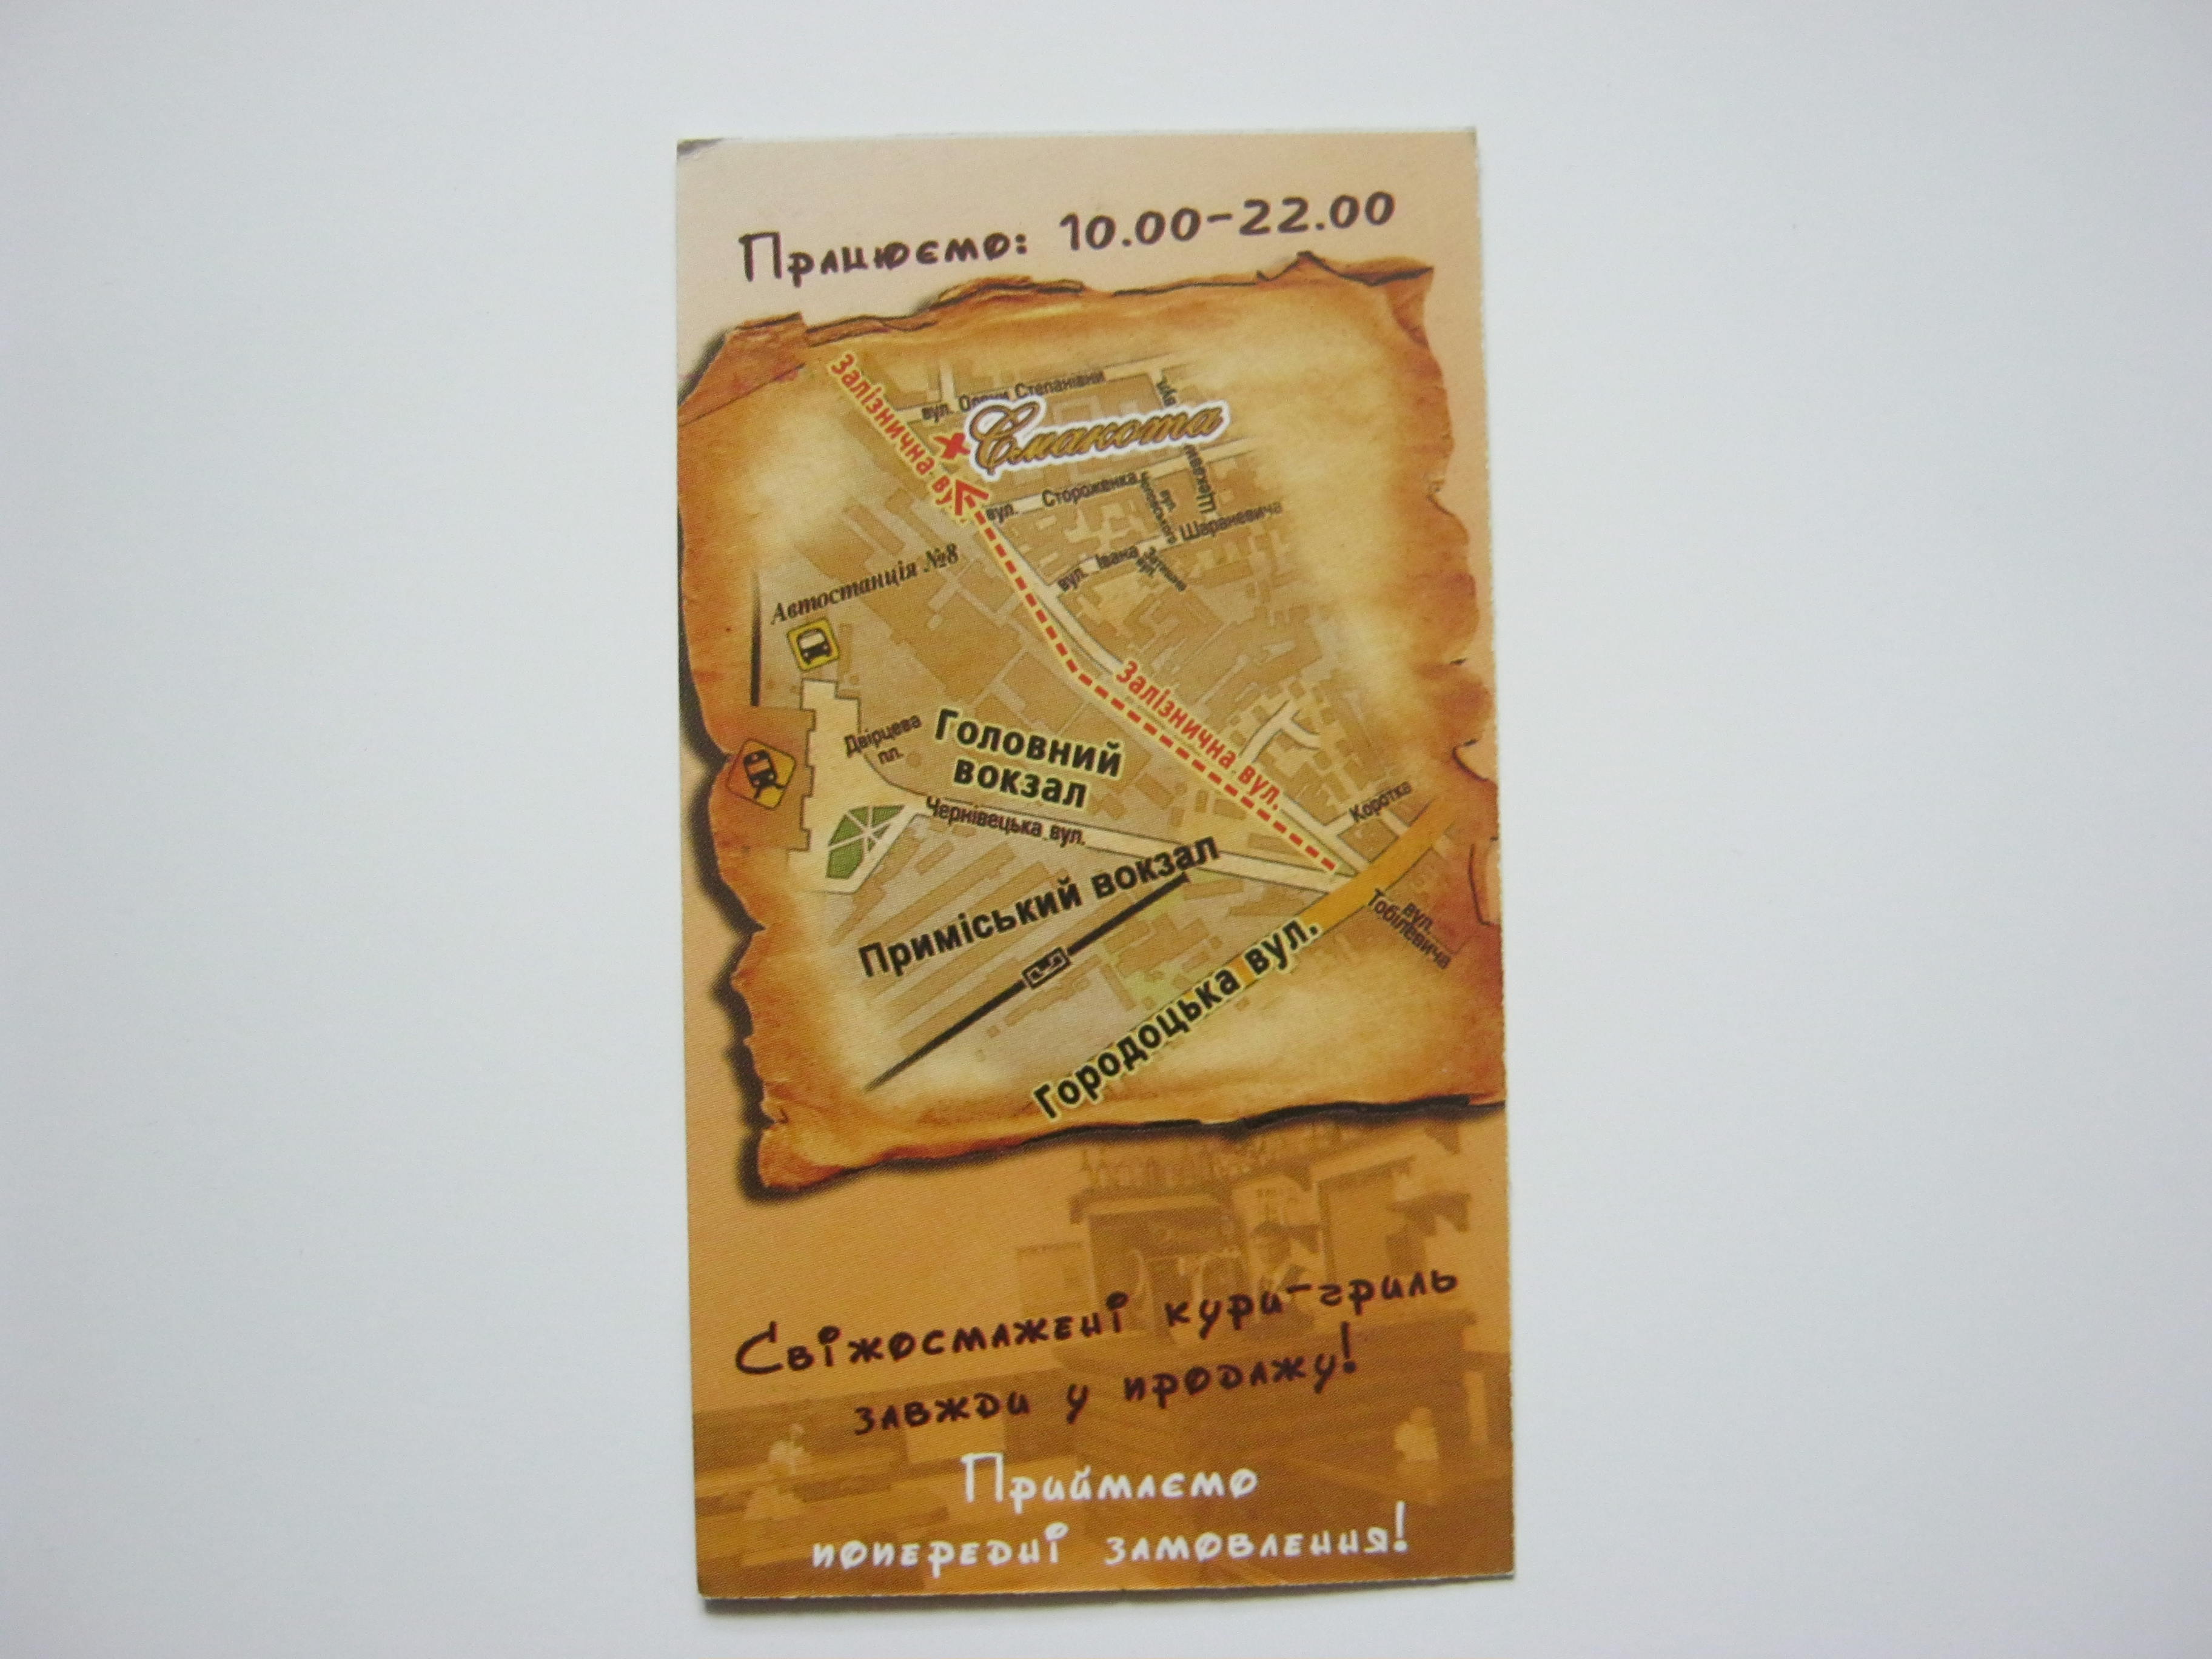 Працюємо: 10.00-22.00
вул. Олени Степанівни
Залізнична вул.
вул.
Смакота
вул. Стороженка
вул. Івана Шараневича
Автостанція №8
Залізнична вул.
Двірцева
пл.
Головний
вокзал
Коротка
Чернівецька вул.
Приміський вокзал
вул.
Тобілевича
Городоцька вул.
Свіжосмажені кури-гриль
завжди у продажу!
Приймаємо
попередні замовлення!